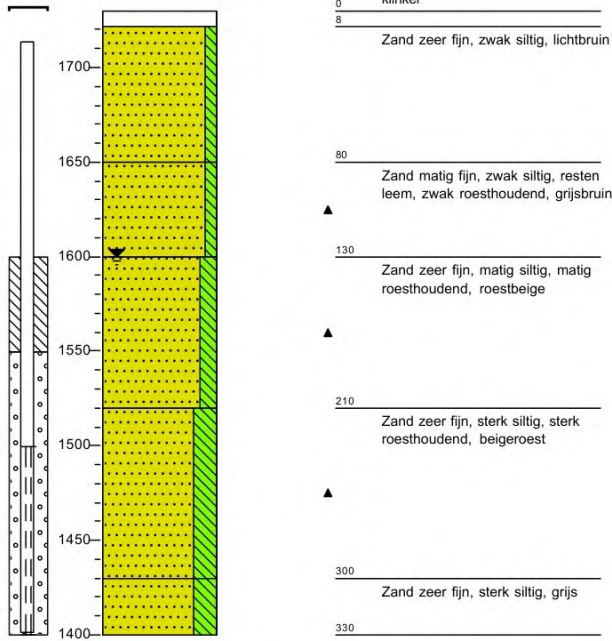 0
klinker
8
Zand zeer fijn, zwak siltig, lichtbruin
1700
1650
80
Zand matig fijn, zwak siltig, resten
leem, zwak roesthoudend, grijsbruin
1600
130
Zand zeer fijn, matig siltig, matig
roesthoudend, roestbeige
1550
210
Zand zeer fijn, sterk siltig, sterk
roesthoudend, beigeroest
1500
1450
300
Zand zeer fijn, sterk siltig, grijs
1400
330